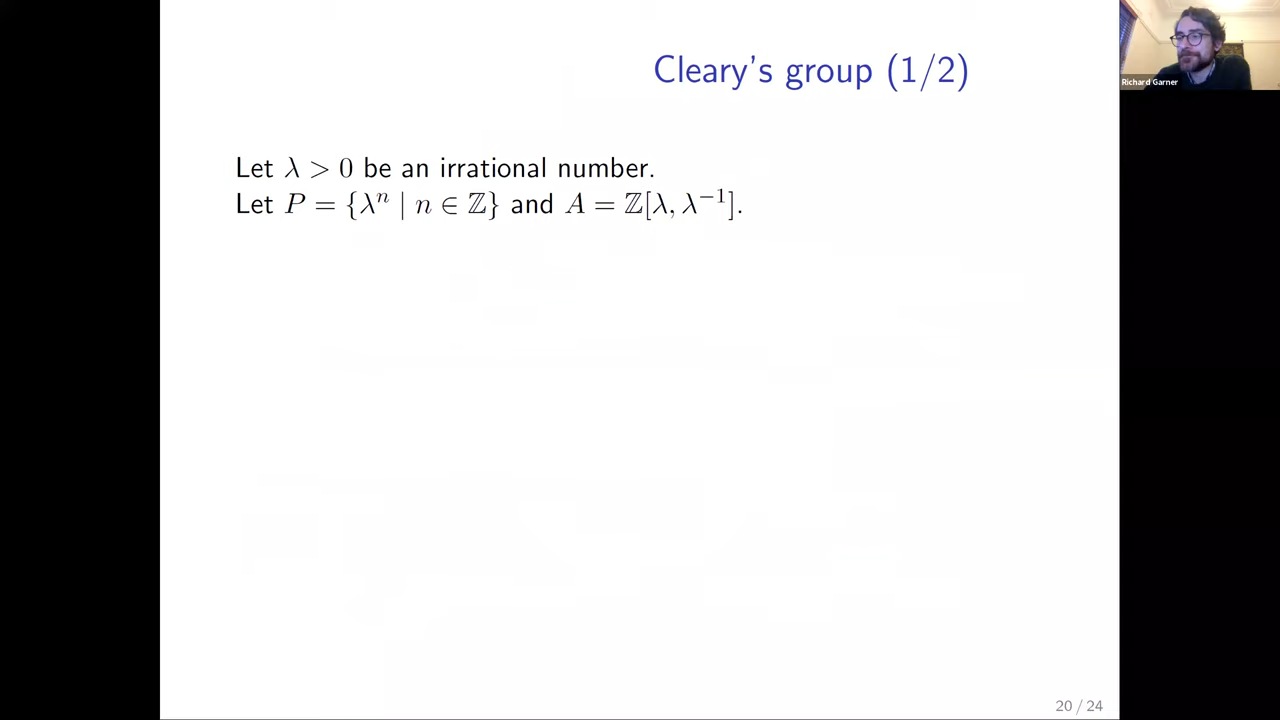 Cleary's group (1/2)
Richard Garner
Let λ > 0 be an irrational number.
Let P = {λⁿ | n ∈ ℤ} and A = ℤ[λ, λ⁻¹].
20 / 24